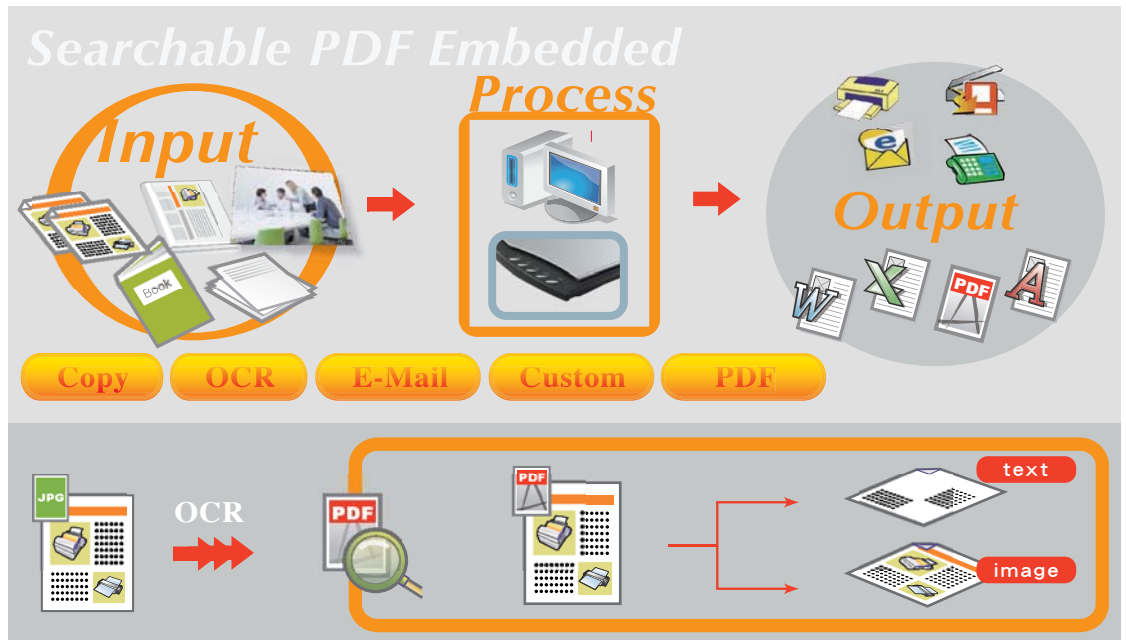 Searchable PDF Embedded
Input
Process
Output
Book
W
X
PDF
A
Copy
OCR
E-Mail
Custom
PDF
JPG
OCR
PDF
PDF
text
image